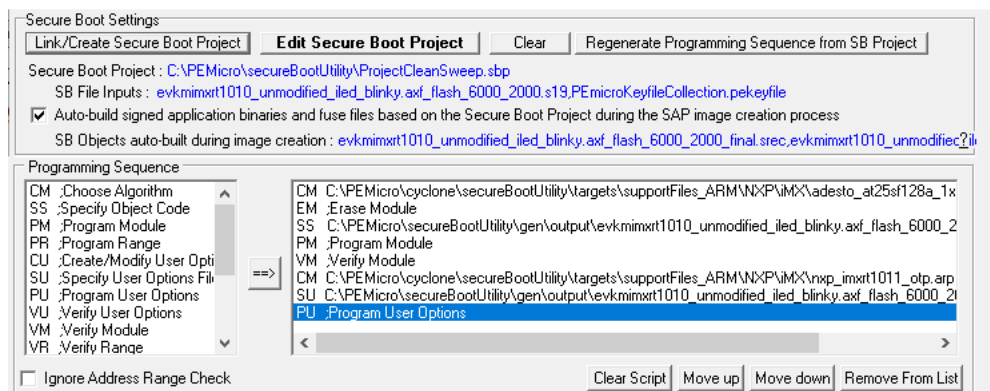 Secure Boot Settings
Link/Create Secure Boot Project Edit Secure Boot Project Clear Regenerate Programming Sequence from SB Project
Secure Boot Project : C:\PEMicro\secureBootUtility\ProjectCleanSweep.sbp
SB File Inputs : evkmimxrt1010_unmodified_iled_blinky.axf_flash_6000_2000.s19,PEmicroKeyfileCollection.pekeyfile
Auto-build signed application binaries and fuse files based on the Secure Boot Project during the SAP image creation process
SB Objects auto-built during image creation : evkmimxrt1010_unmodified_iled_blinky.axf_flash_6000_2000_final.srec,evkmimxrt1010_unmodified ?
Programming Sequence
CM ;Choose Algorithm
SS ;Specify Object Code
PM ;Program Module
PR ;Program Range
CU ;Create/Modify User Opti
SU ;Specify User Options File
PU ;Program User Options
VU ;Verify User Options
VM ;Verify Module
VR ;Verify Range
==>
CM C:\PEMicro\cyclone\secureBootUtility\targets\supportFiles_ARM\NXP\iMX\adesto_at25sf128a_1x
EM ;Erase Module
SS C:\PEMicro\secureBootUtility\gen\output\evkmimxrt1010_unmodified_iled_blinky.axf_flash_6000_2
PM ;Program Module
VM ;Verify Module
CM C:\PEMicro\cyclone\secureBootUtility\targets\supportFiles_ARM\NXP\iMX\nxp_imxrt1011_otp.arp
SU C:\PEMicro\secureBootUtility\gen\output\evkmimxrt1010_unmodified_iled_blinky.axf_flash_6000_2
PU ;Program User Options
Ignore Address Range Check Clear Script Move up Move down Remove From List